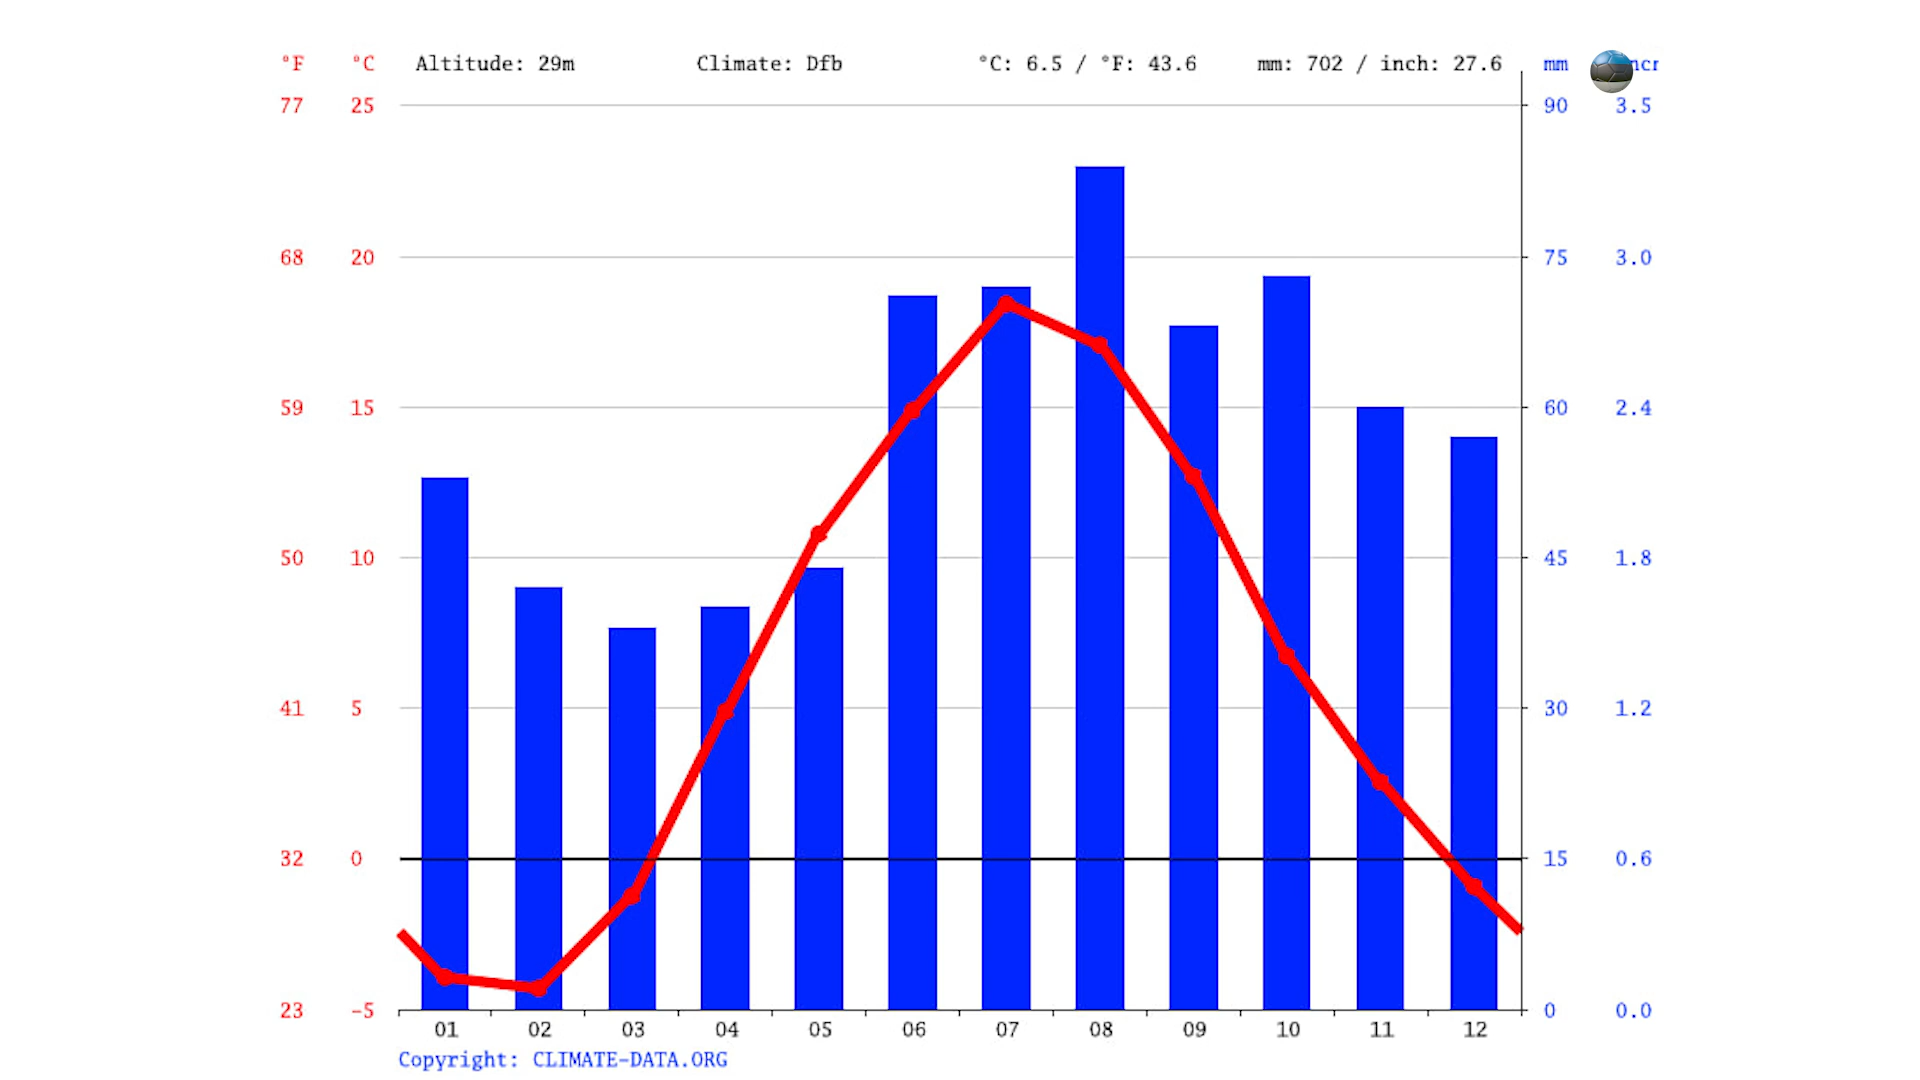 °F °C Altitude: 29m Climate: Dfb °C: 6.5 / °F: 43.6 mm: 702 / inch: 27.6 mm
77 25 90 3.5
68 20 75 3.0
59 15 60 2.4
50 10 45 1.8
41 5 30 1.2
32 0 15 0.6
23 -5 0 0.0
01 02 03 04 05 06 07 08 09 10 11 12
Copyright: CLIMATE-DATA.ORG